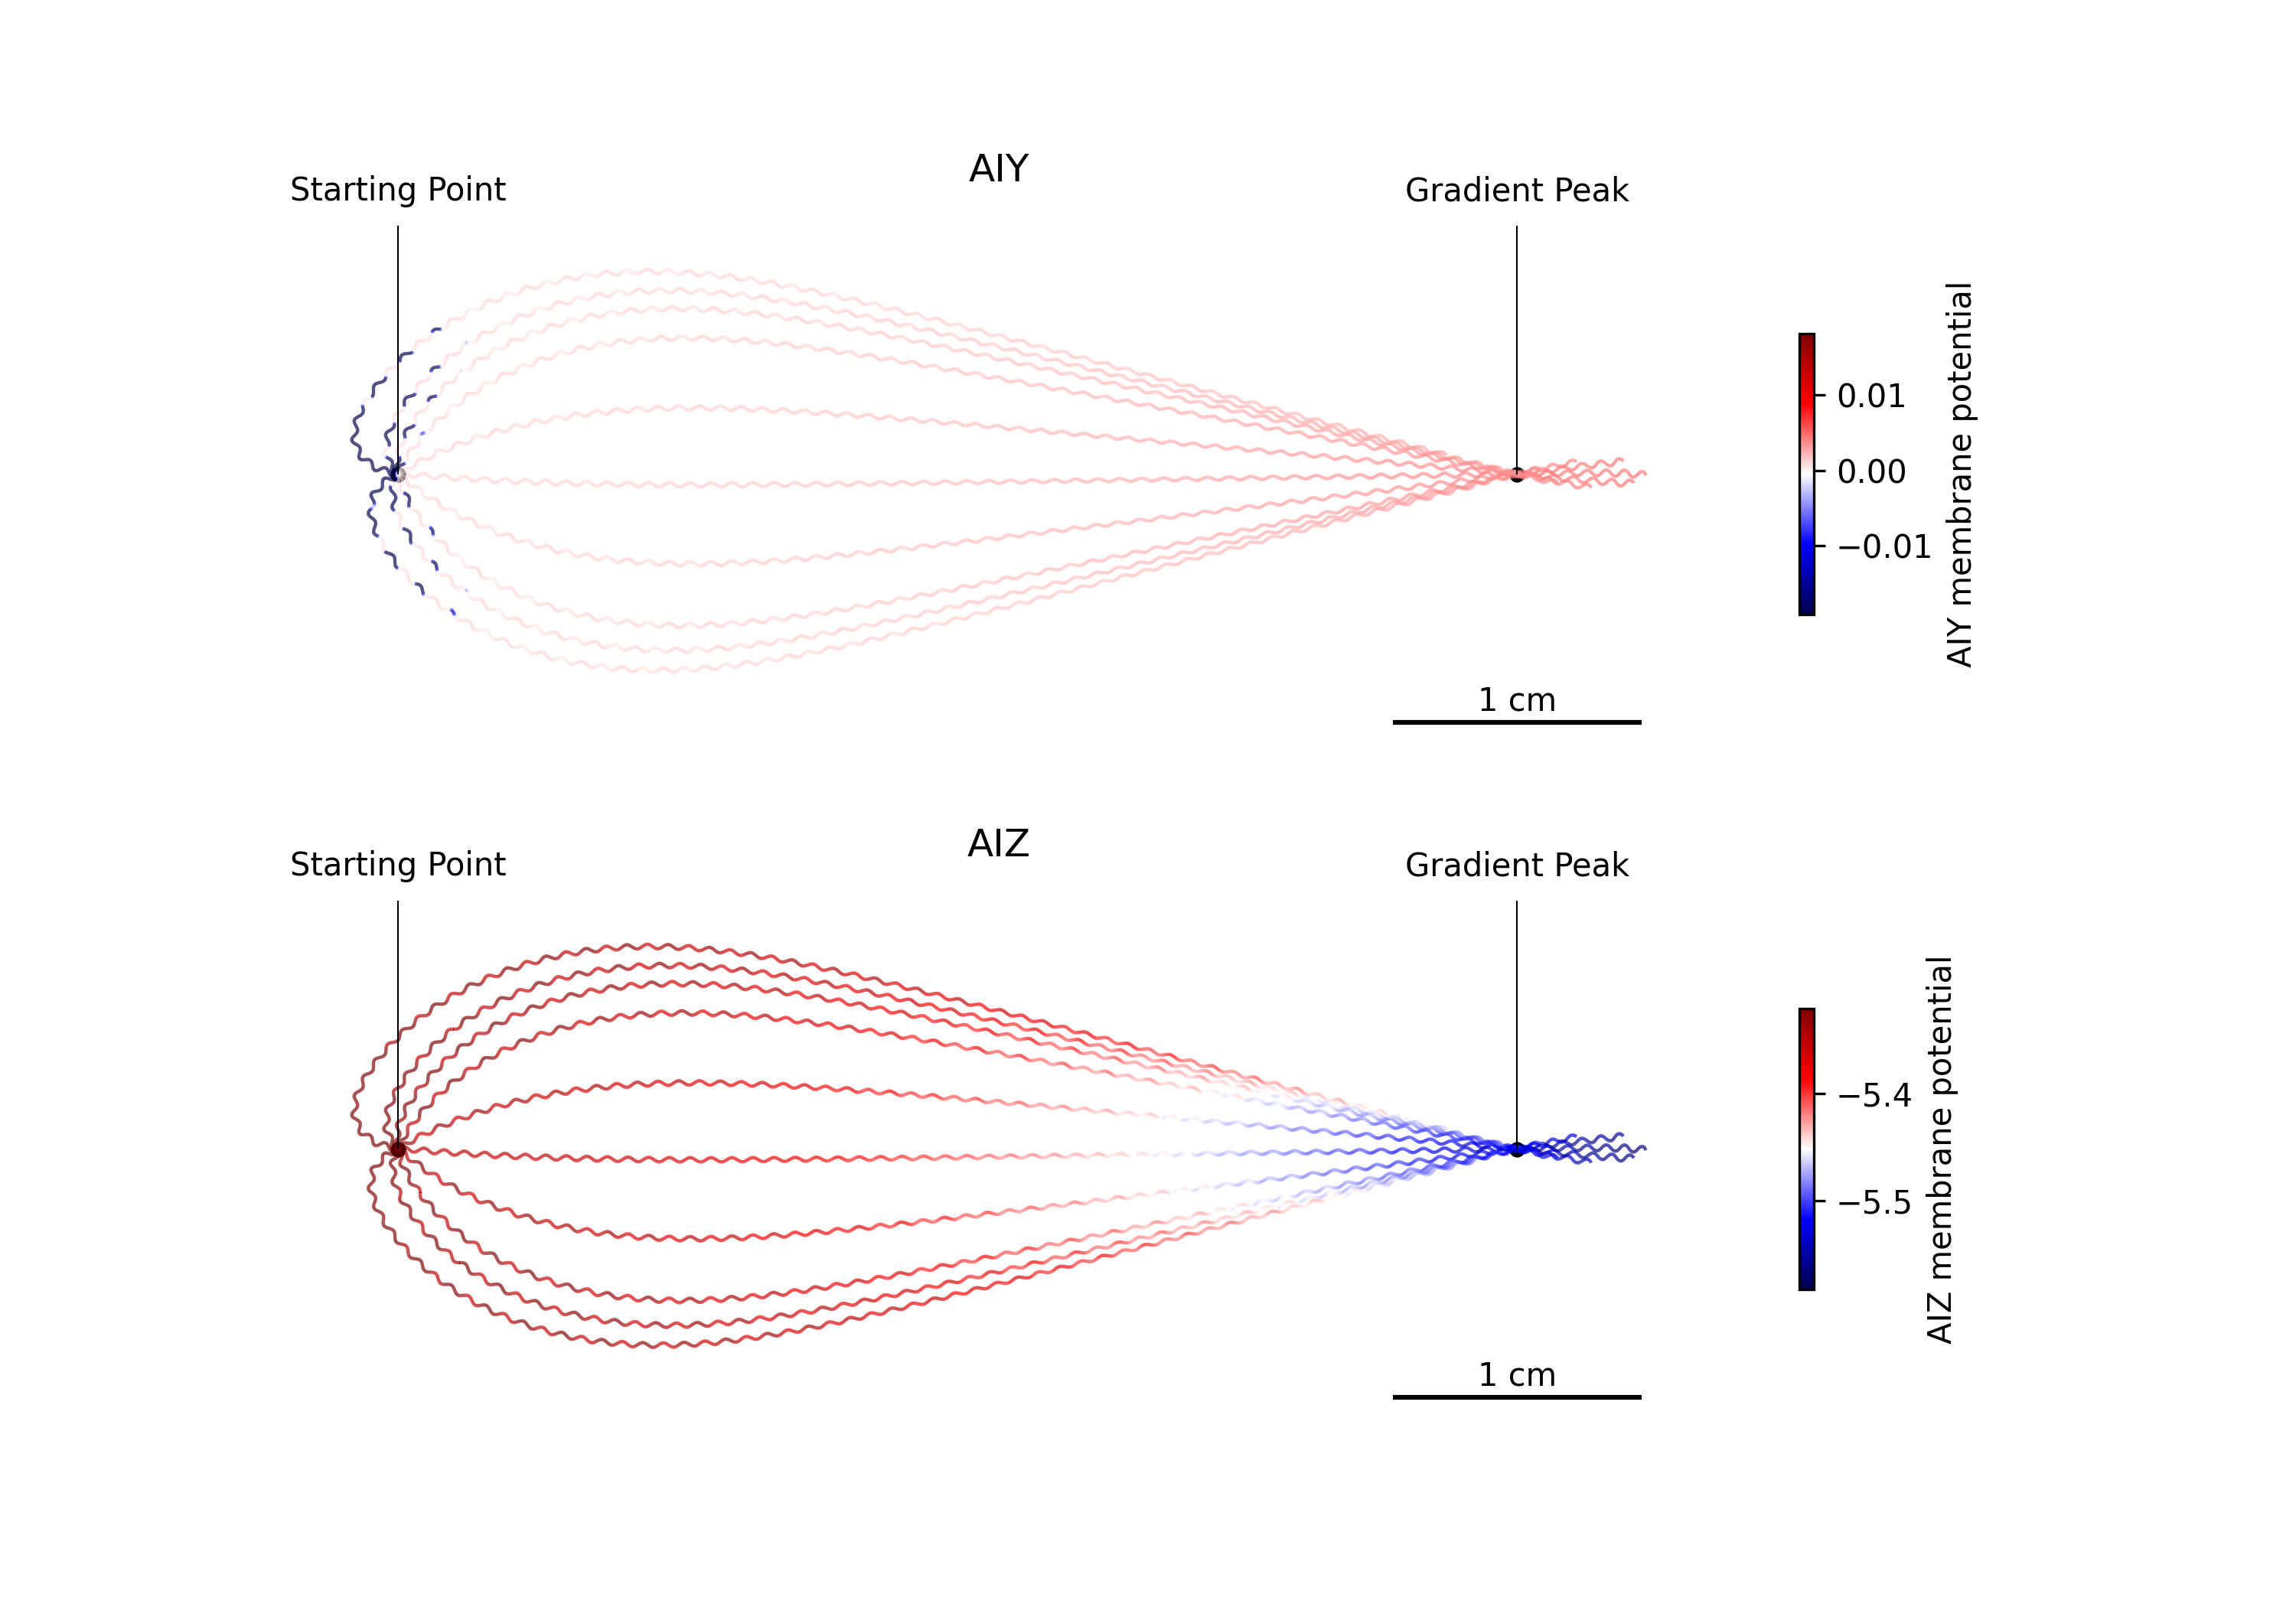 AIY
Starting Point
Gradient Peak
0.01
0.00
−0.01
AIY membrane potential
1 cm
AIZ
Starting Point
Gradient Peak
−5.4
−5.5
AIZ membrane potential
1 cm